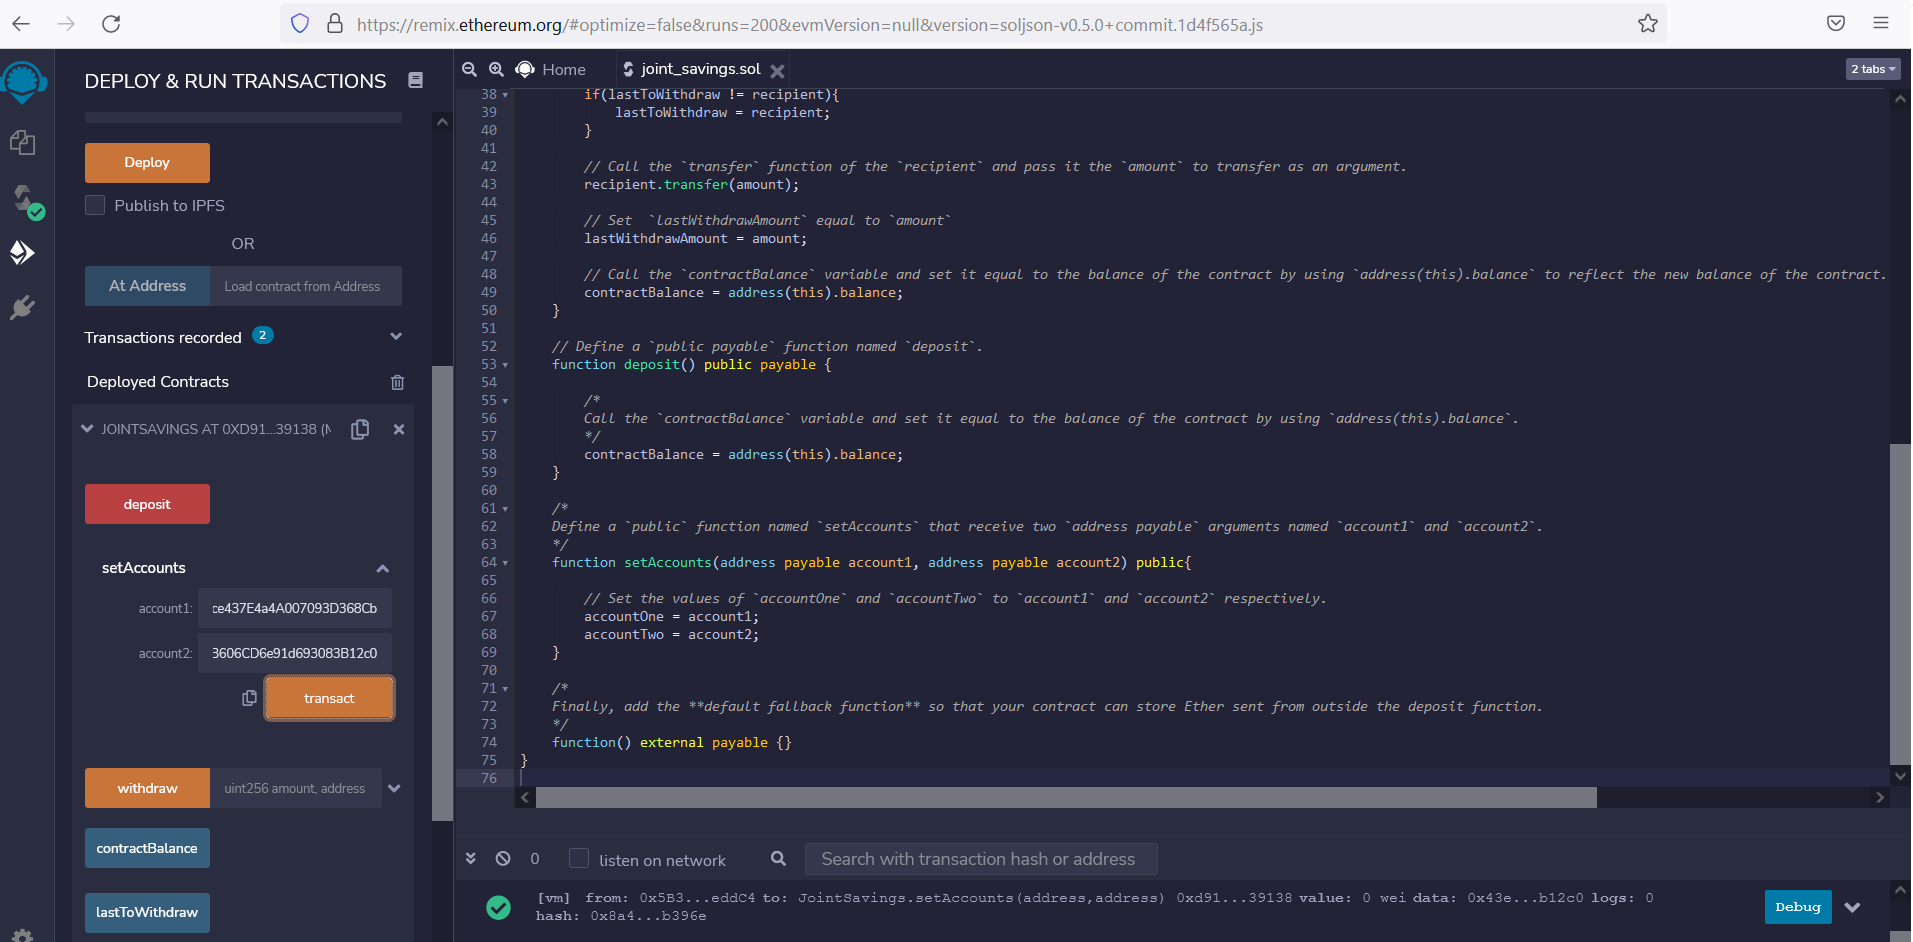 https://remix.ethereum.org/#optimize=false&runs=200&evmVersion=null&version=soljson-v0.5.0+commit.1d4f565a.js
DEPLOY & RUN TRANSACTIONS
Deploy
Publish to IPFS
OR
At Address
Load contract from Address
Transactions recorded 2
Deployed Contracts
JOINTSAVINGS AT 0XD91...39138 (M
deposit
setAccounts
account1: ce437E4a4A007093D368Cb
account2: 3606CD6e91d693083B12c0
transact
withdraw
uint256 amount, address
contractBalance
lastToWithdraw
Home
joint_savings.sol
2 tabs
38 if(lastToWithdraw != recipient){
39 lastToWithdraw = recipient;
40 }
41
42 // Call the `transfer` function of the `recipient` and pass it the `amount` to transfer as an argument.
43 recipient.transfer(amount);
44
45 // Set  `lastWithdrawAmount` equal to `amount`
46 lastWithdrawAmount = amount;
47
48 // Call the `contractBalance` variable and set it equal to the balance of the contract by using `address(this).balance` to reflect the new balance of the contract.
49 contractBalance = address(this).balance;
50 }
51
52 // Define a `public payable` function named `deposit`.
53 function deposit() public payable {
54
55 /*
56 Call the `contractBalance` variable and set it equal to the balance of the contract by using `address(this).balance`.
57 */
58 contractBalance = address(this).balance;
59 }
60
61 /*
62 Define a `public` function named `setAccounts` that receive two `address payable` arguments named `account1` and `account2`.
63 */
64 function setAccounts(address payable account1, address payable account2) public{
65
66 // Set the values of `accountOne` and `accountTwo` to `account1` and `account2` respectively.
67 accountOne = account1;
68 accountTwo = account2;
69 }
70
71 /*
72 Finally, add the **default fallback function** so that your contract can store Ether sent from outside the deposit function.
73 */
74 function() external payable {}
75 }
76
0
listen on network
Search with transaction hash or address
[vm] from: 0x5B3...eddC4 to: JointSavings.setAccounts(address,address) 0xd91...39138 value: 0 wei data: 0x43e...b12c0 logs: 0
hash: 0x8a4...b396e
Debug